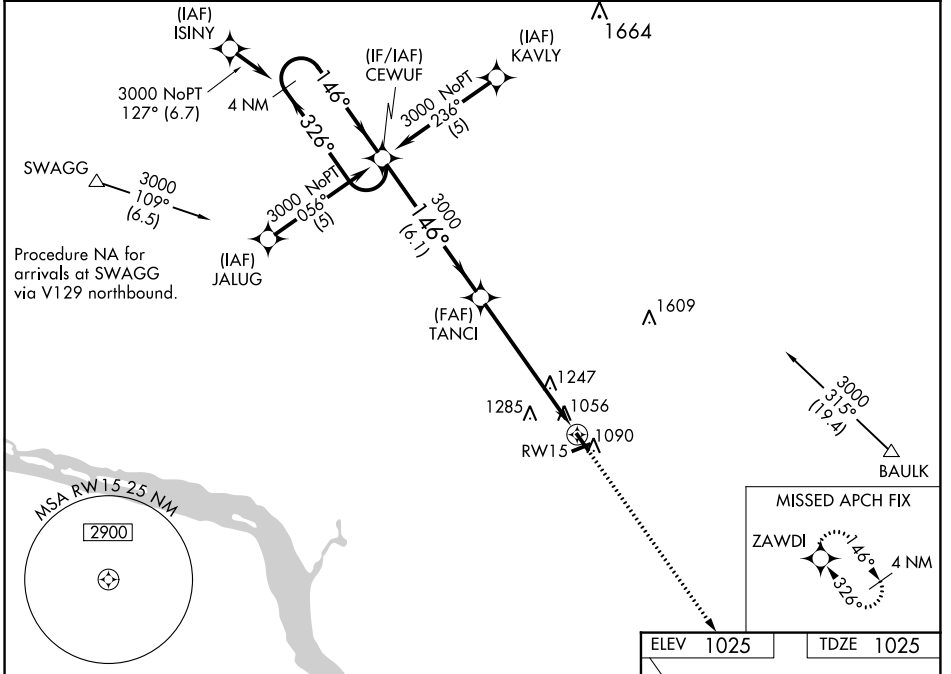 (IAF)
ISINY
3000 NoPT
127° (6.7)
4 NM
146°
326°
(IF/IAF)
CEWUF
(IAF)
KAVLY
3000 NoPT
236°
(5)
1664
SWAGG
3000
109°
(6.5)
3000 NoPT
056°
(5)
(IAF)
JALUG
Procedure NA for
arrivals at SWAGG
via V129 northbound.
3000
146°
(6.1)
(FAF)
TANCI
1609
1247
1285
1056
1090
RW15
3000
315°
(19.4)
BAULK
MSA RW15 25 NM
2900
MISSED APCH FIX
ZAWDI
146°
4 NM
326°
ELEV 1025
TDZE 1025